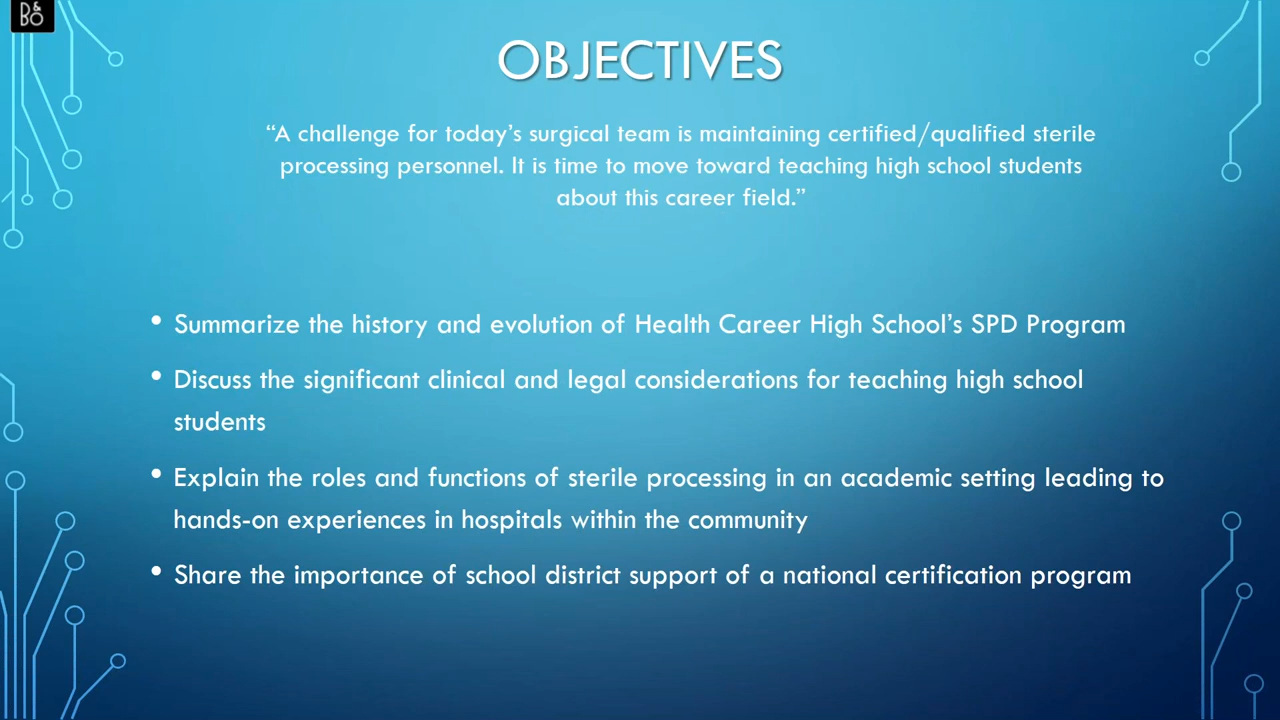 B&O
OBJECTIVES
“A challenge for today’s surgical team is maintaining certified/qualified sterile
processing personnel. It is time to move toward teaching high school students
about this career field.”
• Summarize the history and evolution of Health Career High School’s SPD Program
• Discuss the significant clinical and legal considerations for teaching high school
students
• Explain the roles and functions of sterile processing in an academic setting leading to
hands-on experiences in hospitals within the community
• Share the importance of school district support of a national certification program